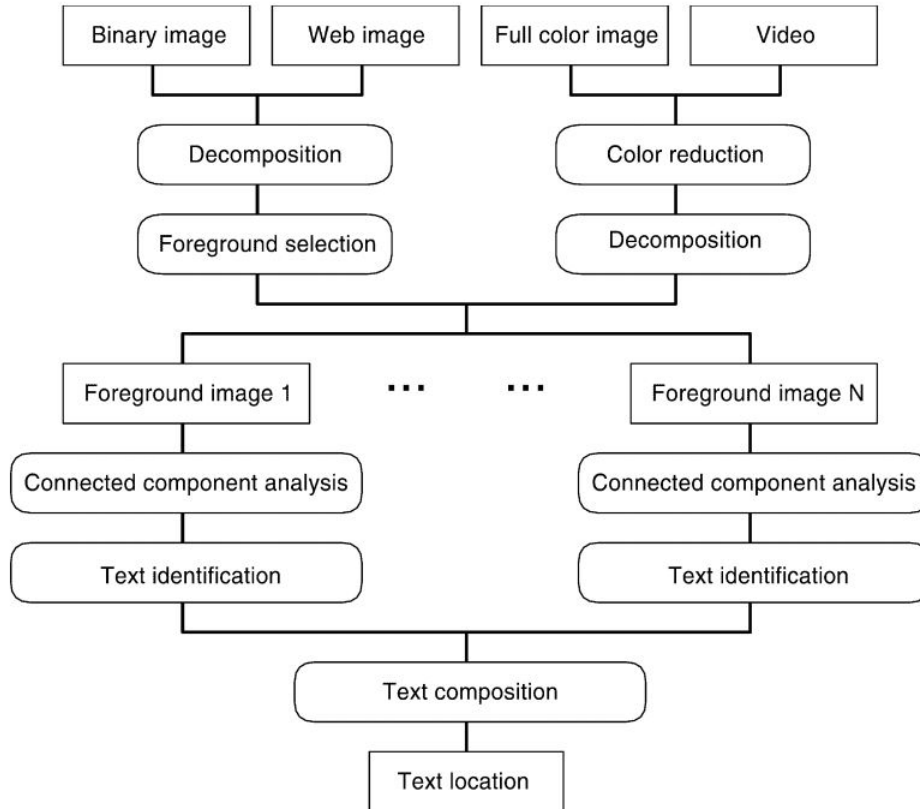 Binary image
Web image
Full color image
Video
Decomposition
Color reduction
Foreground selection
Decomposition
Foreground image 1
... ...
Foreground image N
Connected component analysis
Connected component analysis
Text identification
Text identification
Text composition
Text location